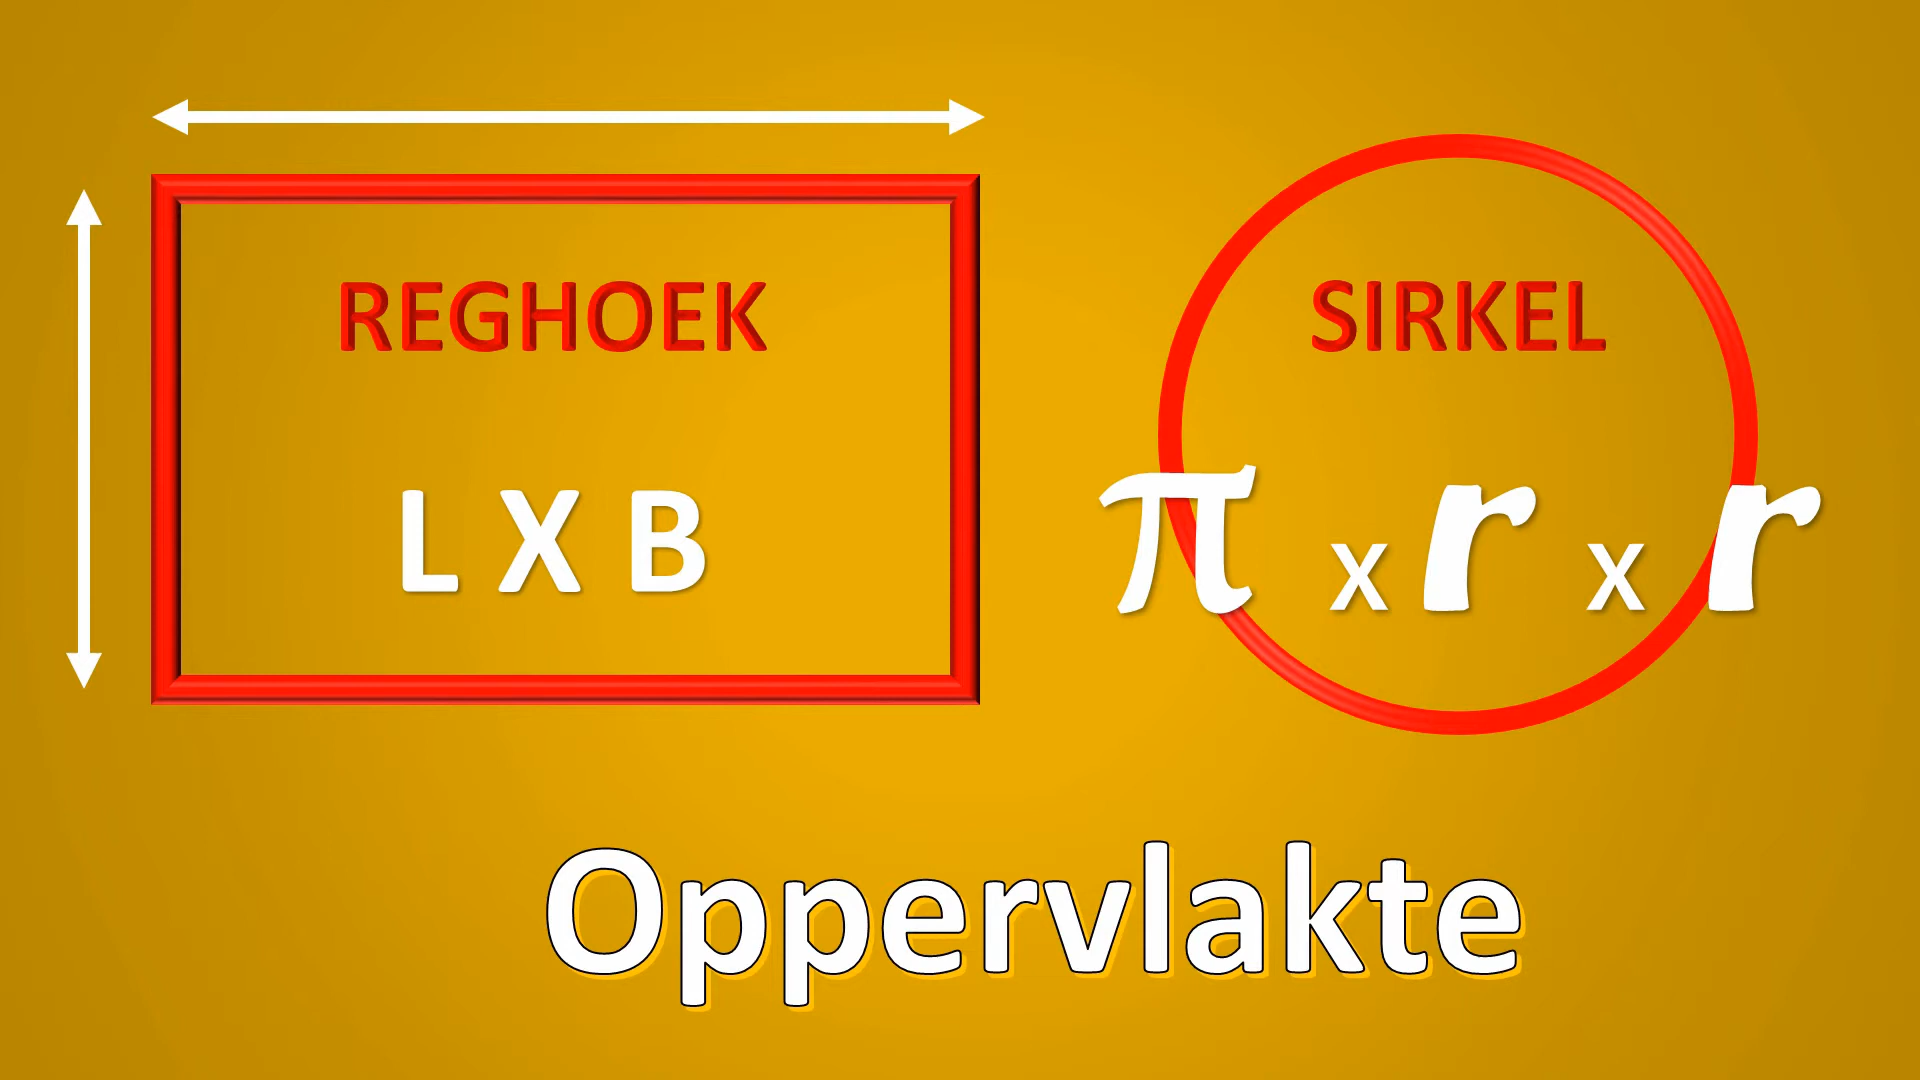 REGHOEK
L X B
SIRKEL
π x r x r
Oppervlakte